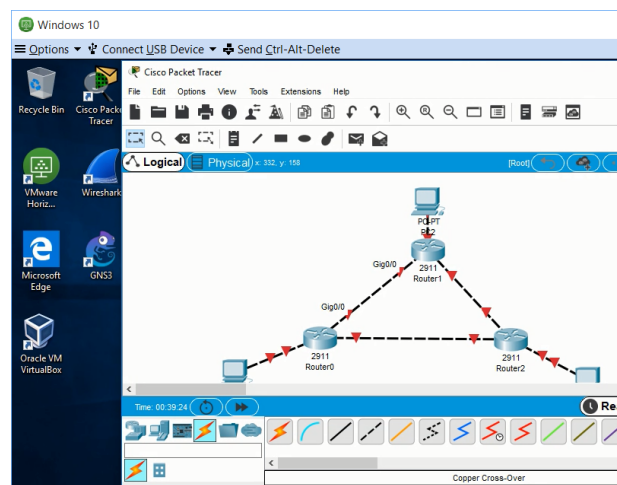 Windows 10
Options Connect USB Device Send Ctrl-Alt-Delete
Recycle Bin
Cisco Packe
Tracer
VMware
Horiz...
Wireshark
Microsoft
Edge
GNS3
Oracle VM
VirtualBox
Cisco Packet Tracer
File Edit Options View Tools Extensions Help
Logical Physical x: 332, y: 158 [Root]
PC-PT
PC2
Gig0/0
2911
Router1
Gig0/0
2911
Router0
2911
Router2
Time: 00:39:24
Re
Copper Cross-Over